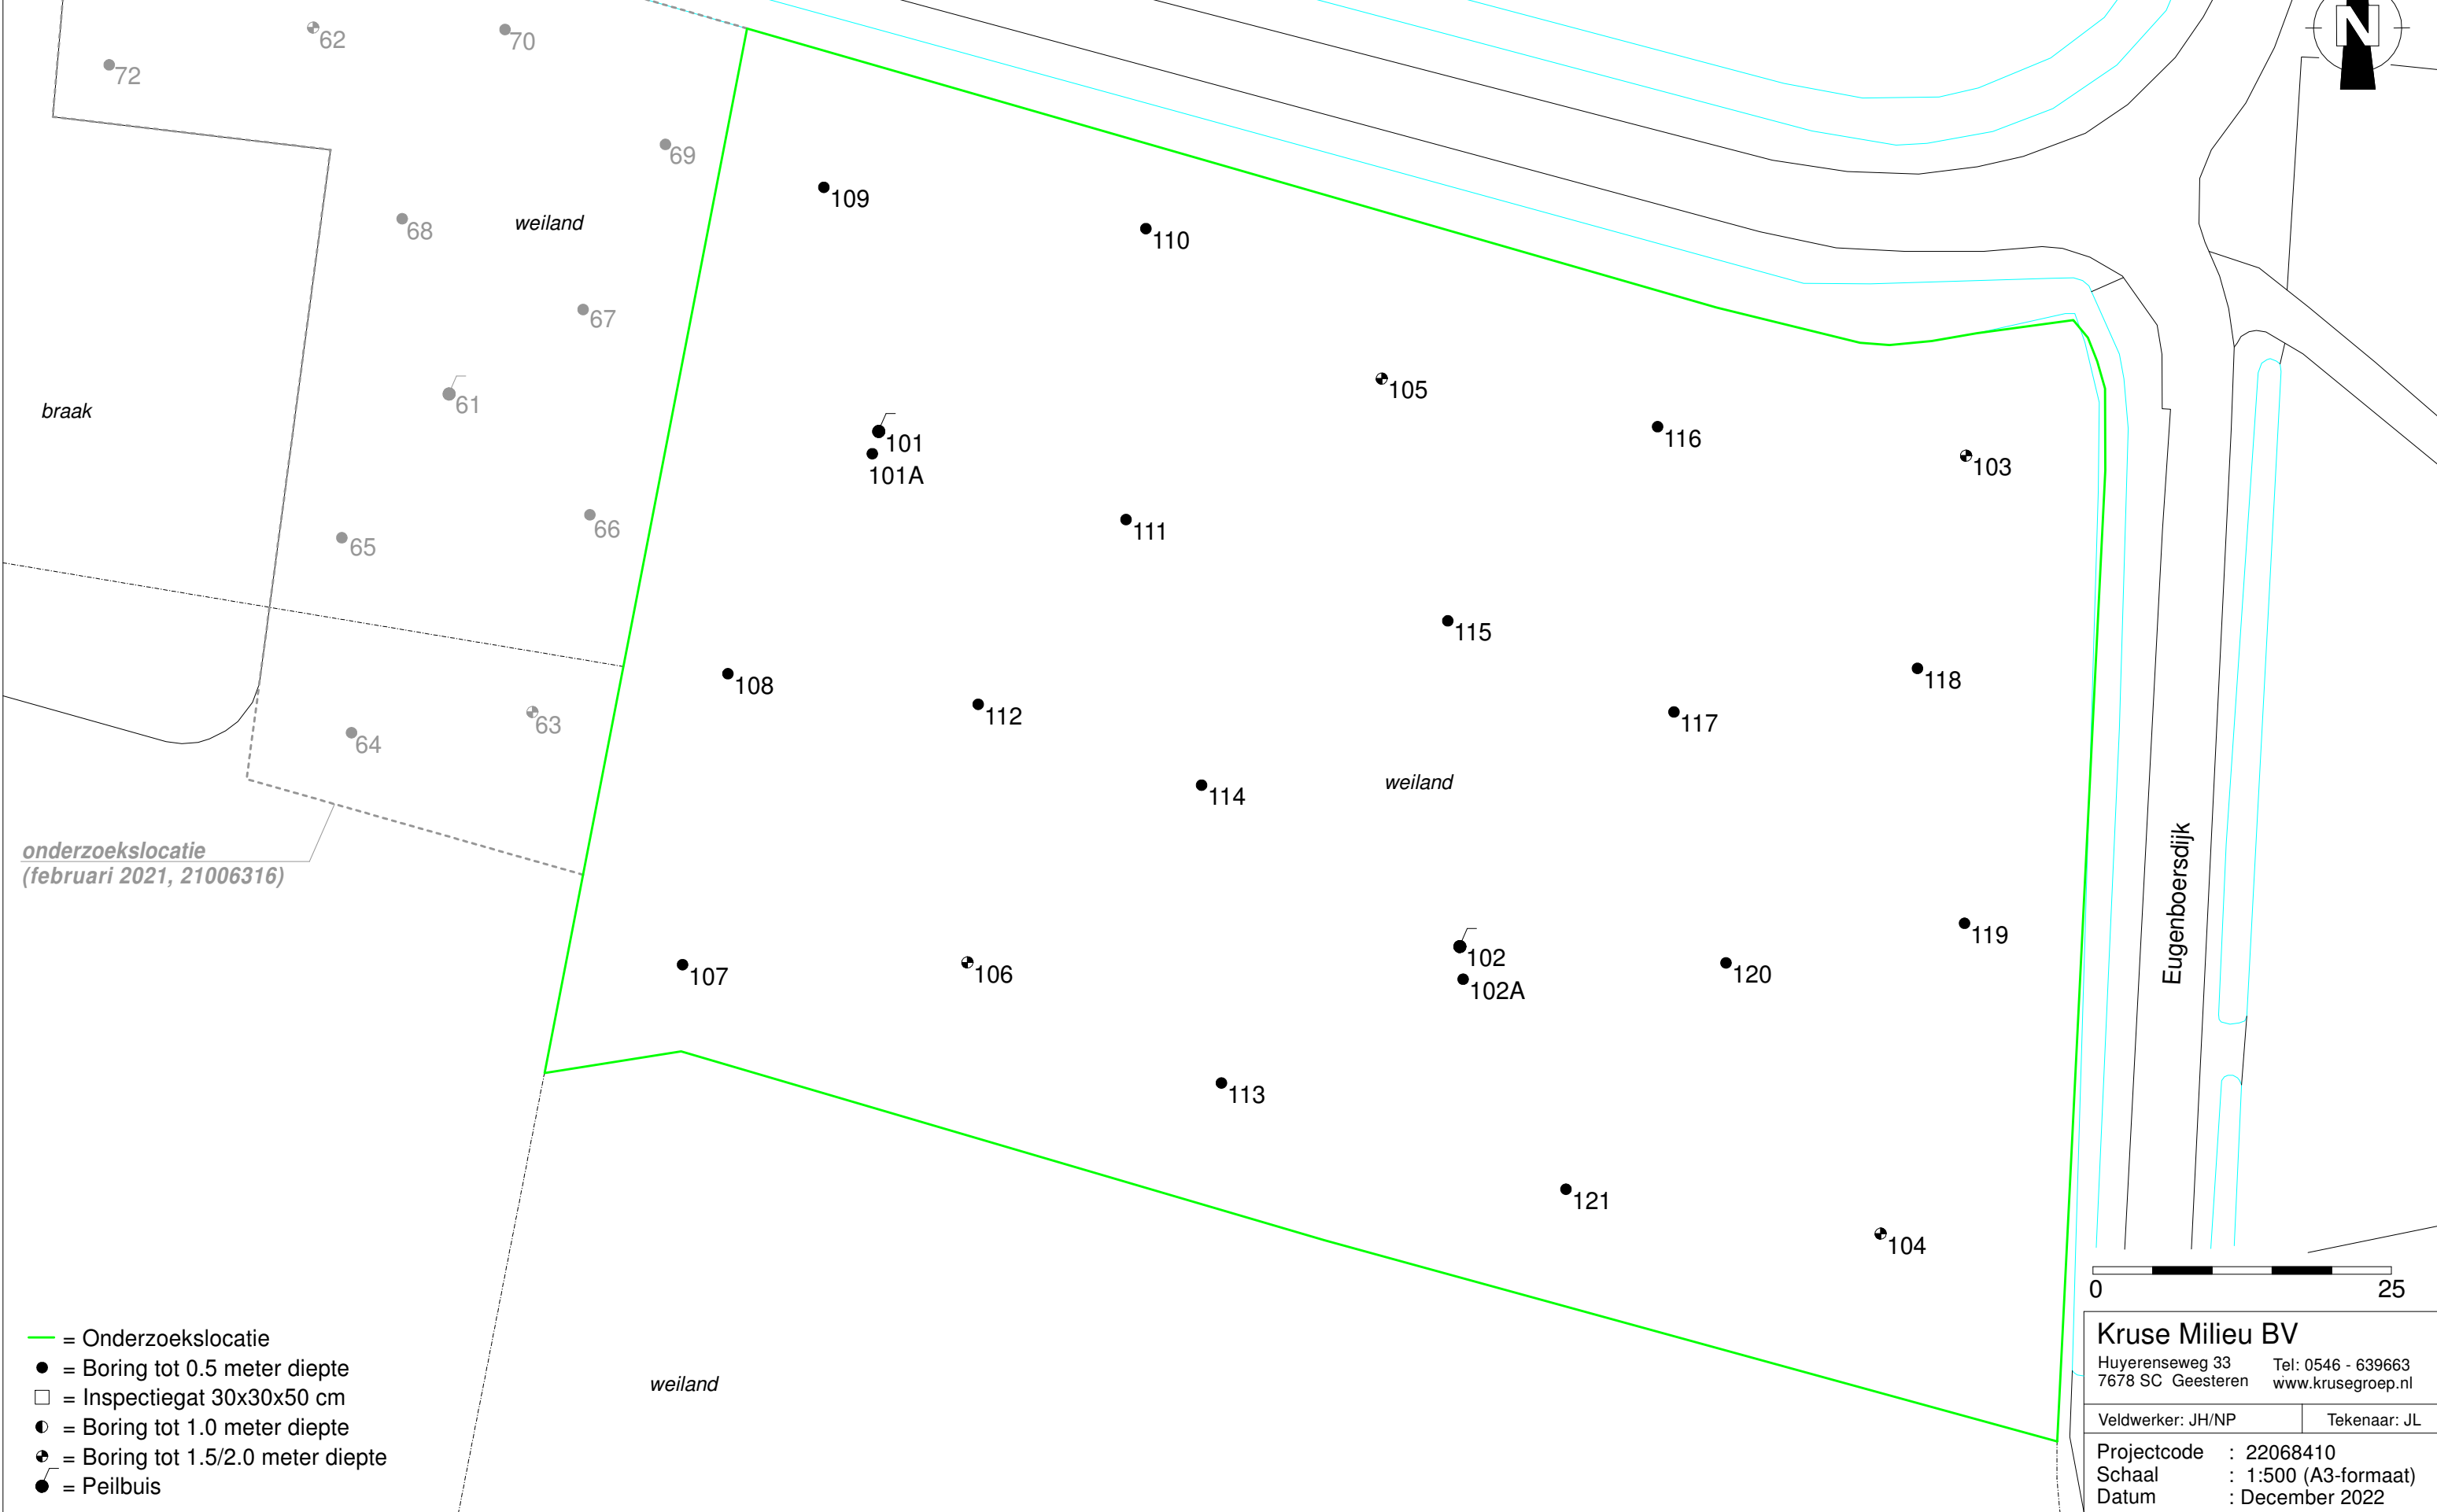 N
62
70
72
69
109
68
weiland
110
67
105
61
101
116
101A
103
braak
66
111
65
115
118
108
112
117
63
64
114
weiland
onderzoekslocatie
(februari 2021, 21006316)
Eugenboersdijk
119
102
107
106
120
102A
113
121
104
0 25
weiland
= Onderzoekslocatie
= Boring tot 0.5 meter diepte
= Inspectiegat 30x30x50 cm
= Boring tot 1.0 meter diepte
= Boring tot 1.5/2.0 meter diepte
= Peilbuis
Kruse Milieu BV
Huyerenseweg 33 Tel: 0546 - 639663
7678 SC Geesteren www.krusegroep.nl
Veldwerker: JH/NP Tekenaar: JL
Projectcode : 22068410
Schaal : 1:500 (A3-formaat)
Datum : December 2022